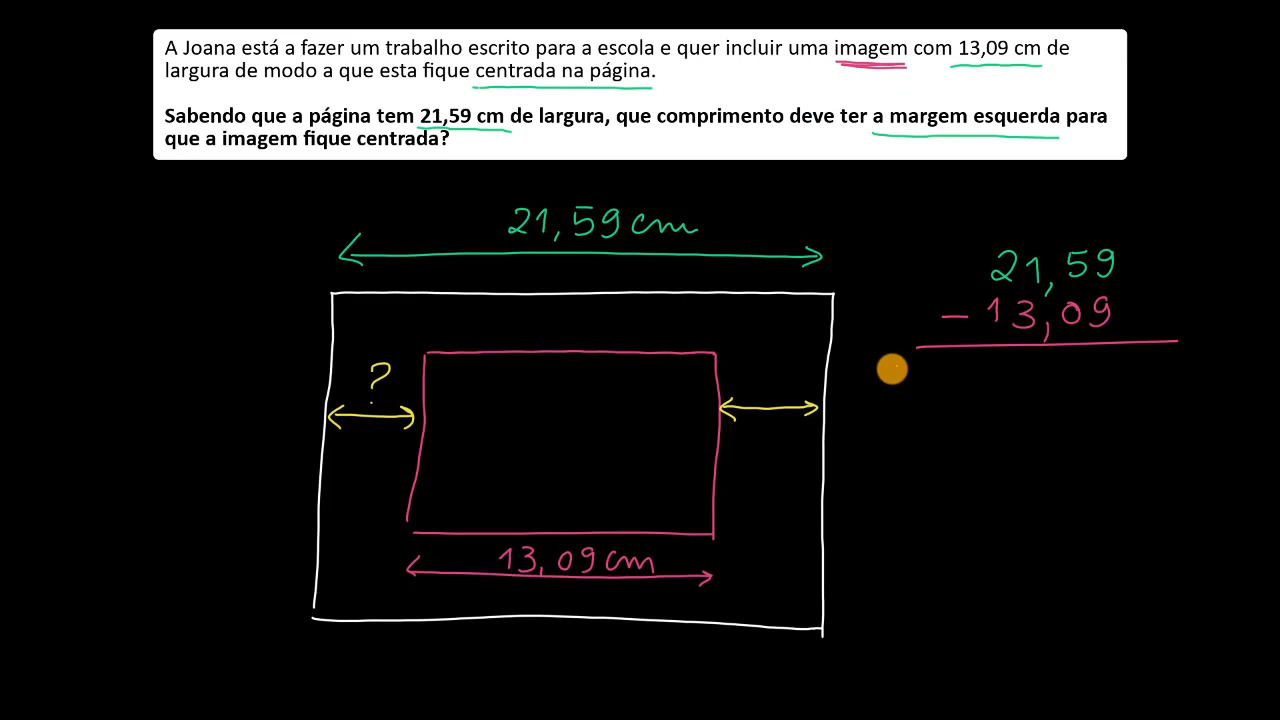 A Joana está a fazer um trabalho escrito para a escola e quer incluir uma imagem com 13,09 cm de
largura de modo a que esta fique centrada na página.
Sabendo que a página tem 21,59 cm de largura, que comprimento deve ter a margem esquerda para
que a imagem fique centrada?
21,59 cm
21,59
- 13,09
?
13,09 cm